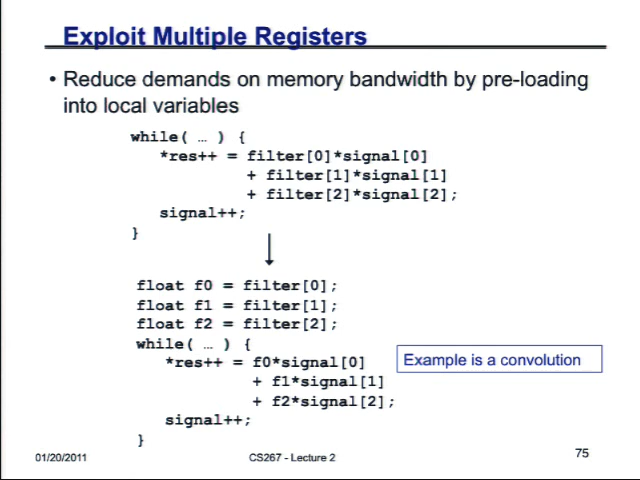 Exploit Multiple Registers
• Reduce demands on memory bandwidth by pre-loading
into local variables
while( … ) {
*res++ = filter[0]*signal[0]
+ filter[1]*signal[1]
+ filter[2]*signal[2];
signal++;
}
float f0 = filter[0];
float f1 = filter[1];
float f2 = filter[2];
while( … ) {
*res++ = f0*signal[0]
+ f1*signal[1]
+ f2*signal[2];
signal++;
}
Example is a convolution
01/20/2011
CS267 - Lecture 2
75